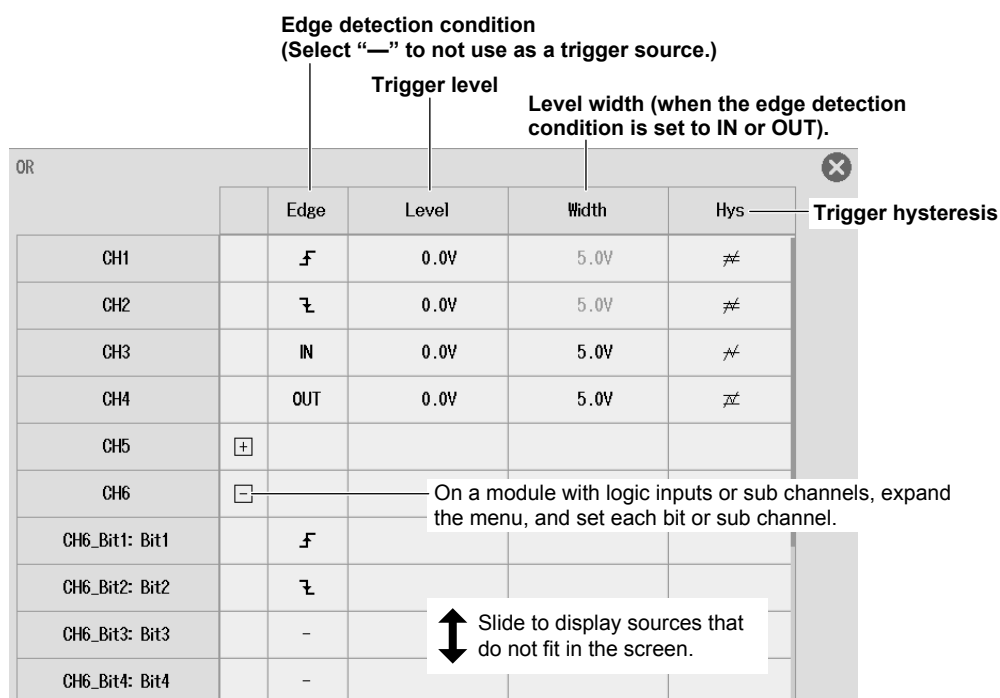 Edge detection condition
(Select “—” to not use as a trigger source.)
Trigger level
Level width (when the edge detection
condition is set to IN or OUT).
OR
Edge Level Width Hys
Trigger hysteresis
CH1 0.0V 5.0V
CH2 0.0V 5.0V
CH3 IN 0.0V 5.0V
CH4 OUT 0.0V 5.0V
CH5 +
CH6 -
On a module with logic inputs or sub channels, expand
the menu, and set each bit or sub channel.
CH6_Bit1: Bit1
CH6_Bit2: Bit2
CH6_Bit3: Bit3 -
Slide to display sources that
do not fit in the screen.
CH6_Bit4: Bit4 -